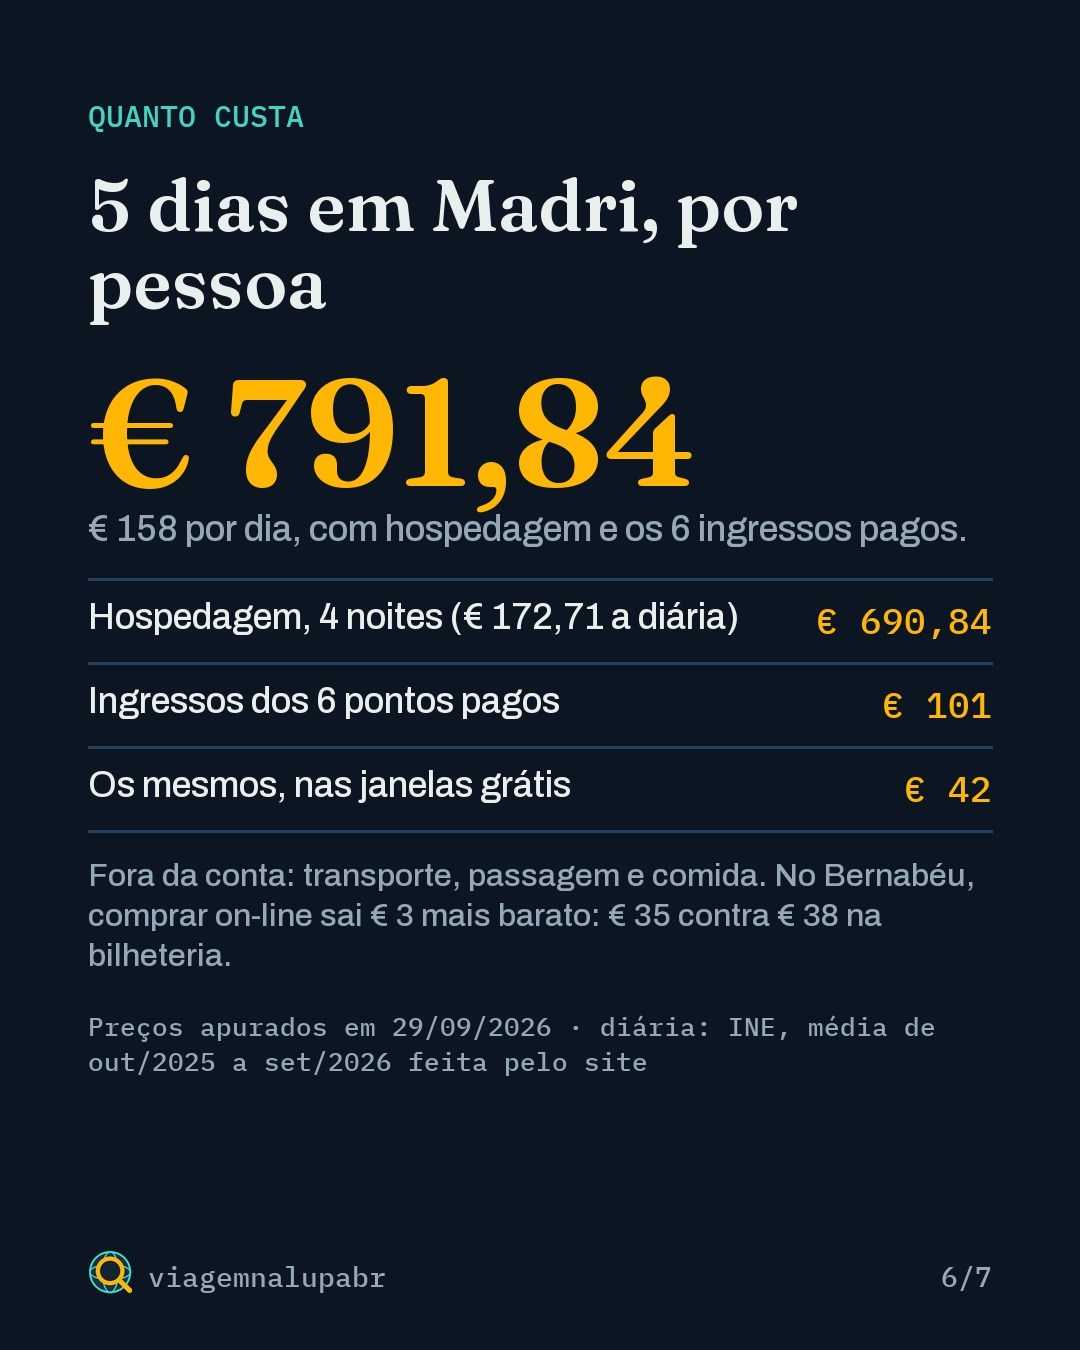 QUANTO CUSTA
5 dias em Madri, por
pessoa
€ 791,84
€ 158 por dia, com hospedagem e os 6 ingressos pagos.
Hospedagem, 4 noites (€ 172,71 a diária) € 690,84
Ingressos dos 6 pontos pagos € 101
Os mesmos, nas janelas grátis € 42
Fora da conta: transporte, passagem e comida. No Bernabéu,
comprar on-line sai € 3 mais barato: € 35 contra € 38 na
bilheteria.
Preços apurados em 29/09/2026 · diária: INE, média de
out/2025 a set/2026 feita pelo site
viagemnalupabr 6/7